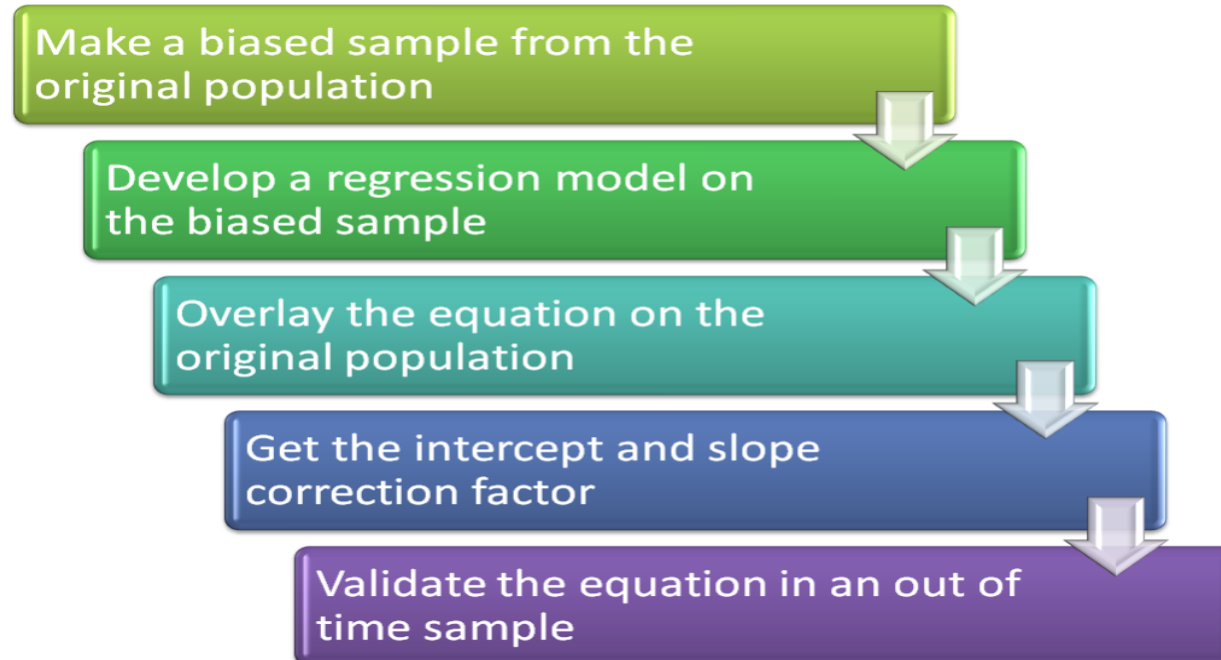 Make a biased sample from the
original population
Develop a regression model on
the biased sample
Overlay the equation on the
original population
Get the intercept and slope
correction factor
Validate the equation in an out of
time sample